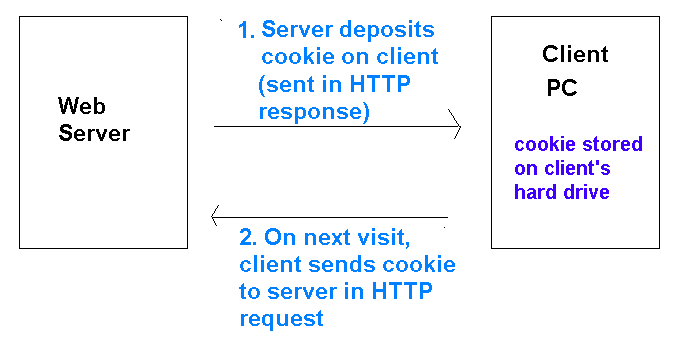 Web
Server
1. Server deposits
cookie on client
(sent in HTTP
response)
Client
PC
cookie stored
on client's
hard drive
2. On next visit,
client sends cookie
to server in HTTP
request